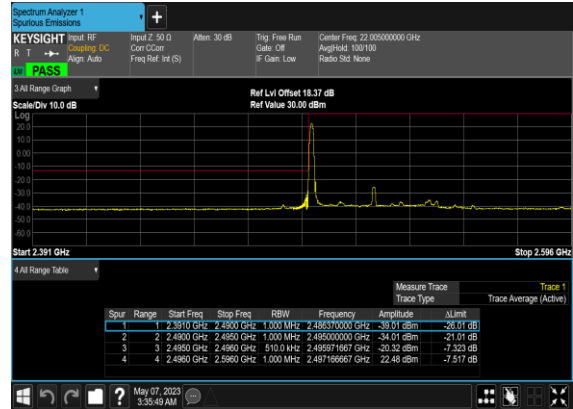 Spectrum Analyzer 1
Spurious Emissions
KEYSIGHT Input: RF Input Z: 50 Ω Atten: 30 dB Trig: Free Run Center Freq: 22.005000000 GHz
R T Coupling: DC Corr CCorr Gate: Off Avg|Hold: 100/100
Align: Auto Freq Ref: Int (S) IF Gain: Low Radio Std: None
PASS
3 All Range Graph
Ref Lvl Offset 18.37 dB
Scale/Div 10.0 dB Ref Value 30.00 dBm
Log
20.0
10.0
0.00
-10.0
-20.0
-30.0
-40.0
-50.0
-60.0
Start 2.391 GHz Stop 2.596 GHz
4 All Range Table
Measure Trace Trace 1
Trace Type Trace Average (Active)
Spur Range Start Freq Stop Freq RBW Frequency Amplitude ΔLimit
1 1 2.3910 GHz 2.4900 GHz 1.000 MHz 2.486370000 GHz -39.01 dBm -26.01 dB
2 2 2.4900 GHz 2.4950 GHz 1.000 MHz 2.495000000 GHz -34.01 dBm -21.01 dB
3 3 2.4950 GHz 2.4960 GHz 510.0 kHz 2.495971667 GHz -20.32 dBm -7.323 dB
4 4 2.4960 GHz 2.5960 GHz 1.000 MHz 2.497166667 GHz 22.48 dBm -7.517 dB
May 07, 2023
3:35:49 AM